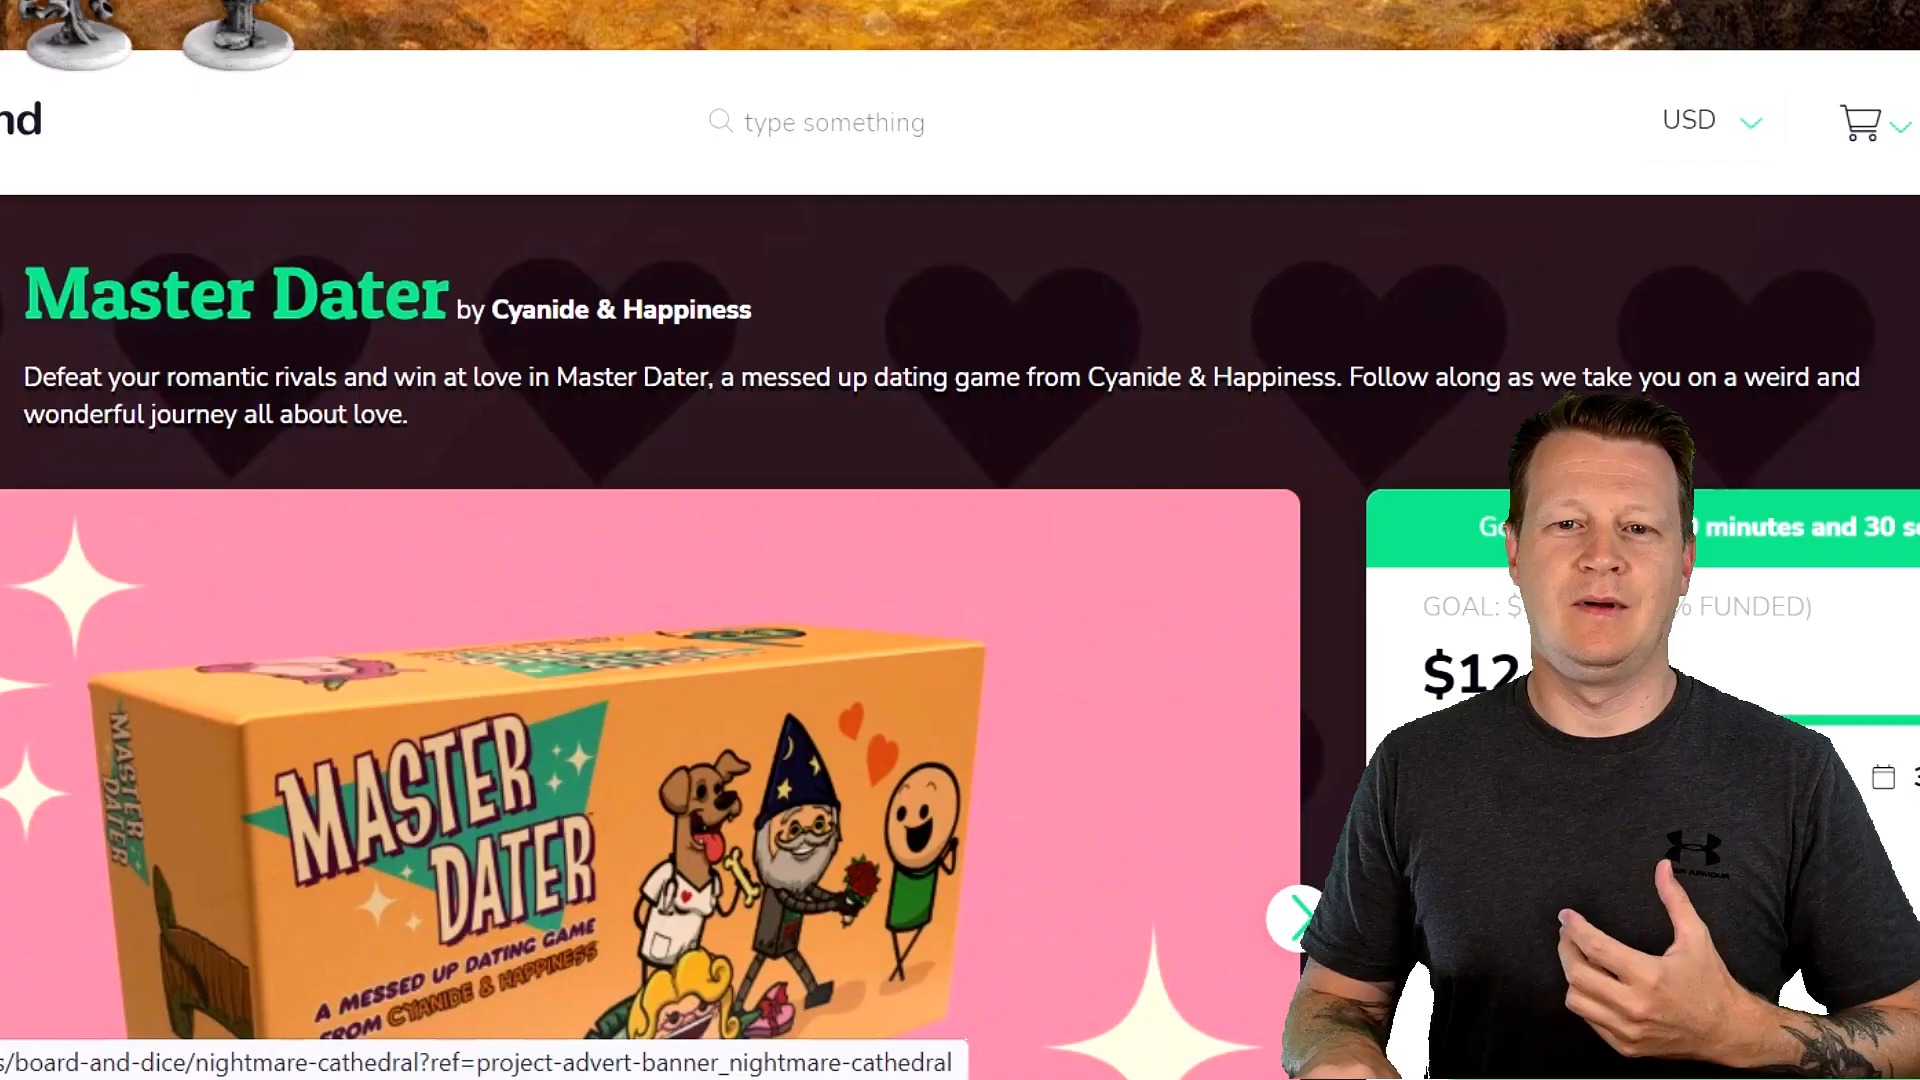 nd
type something
USD
Master Dater by Cyanide & Happiness
Defeat your romantic rivals and win at love in Master Dater, a messed up dating game from Cyanide & Happiness. Follow along as we take you on a weird and
wonderful journey all about love.
minutes and 30 se
GOAL: $ % FUNDED)
$12
MASTER
DATER
MASTER
DATER
A MESSED UP DATING GAME
FROM CYANIDE & HAPPINESS
s/board-and-dice/nightmare-cathedral?ref=project-advert-banner_nightmare-cathedral